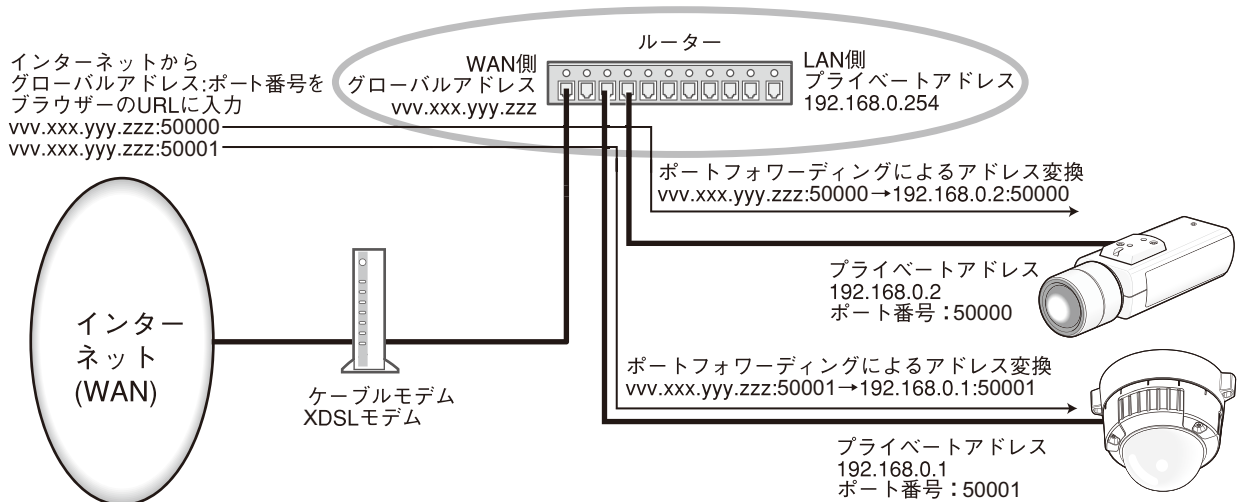 インターネットから
グローバルアドレス:ポート番号を
ブラウザーのURLに入力
vvv.xxx.yyy.zzz:50000
vvv.xxx.yyy.zzz:50001
ルーター
WAN側
グローバルアドレス
vvv.xxx.yyy.zzz
LAN側
プライベートアドレス
192.168.0.254
ポートフォワーディングによるアドレス変換
vvv.xxx.yyy.zzz:50000→192.168.0.2:50000
プライベートアドレス
192.168.0.2
ポート番号：50000
インター
ネット
(WAN)
ケーブルモデム
XDSLモデム
ポートフォワーディングによるアドレス変換
vvv.xxx.yyy.zzz:50001→192.168.0.1:50001
プライベートアドレス
192.168.0.1
ポート番号：50001